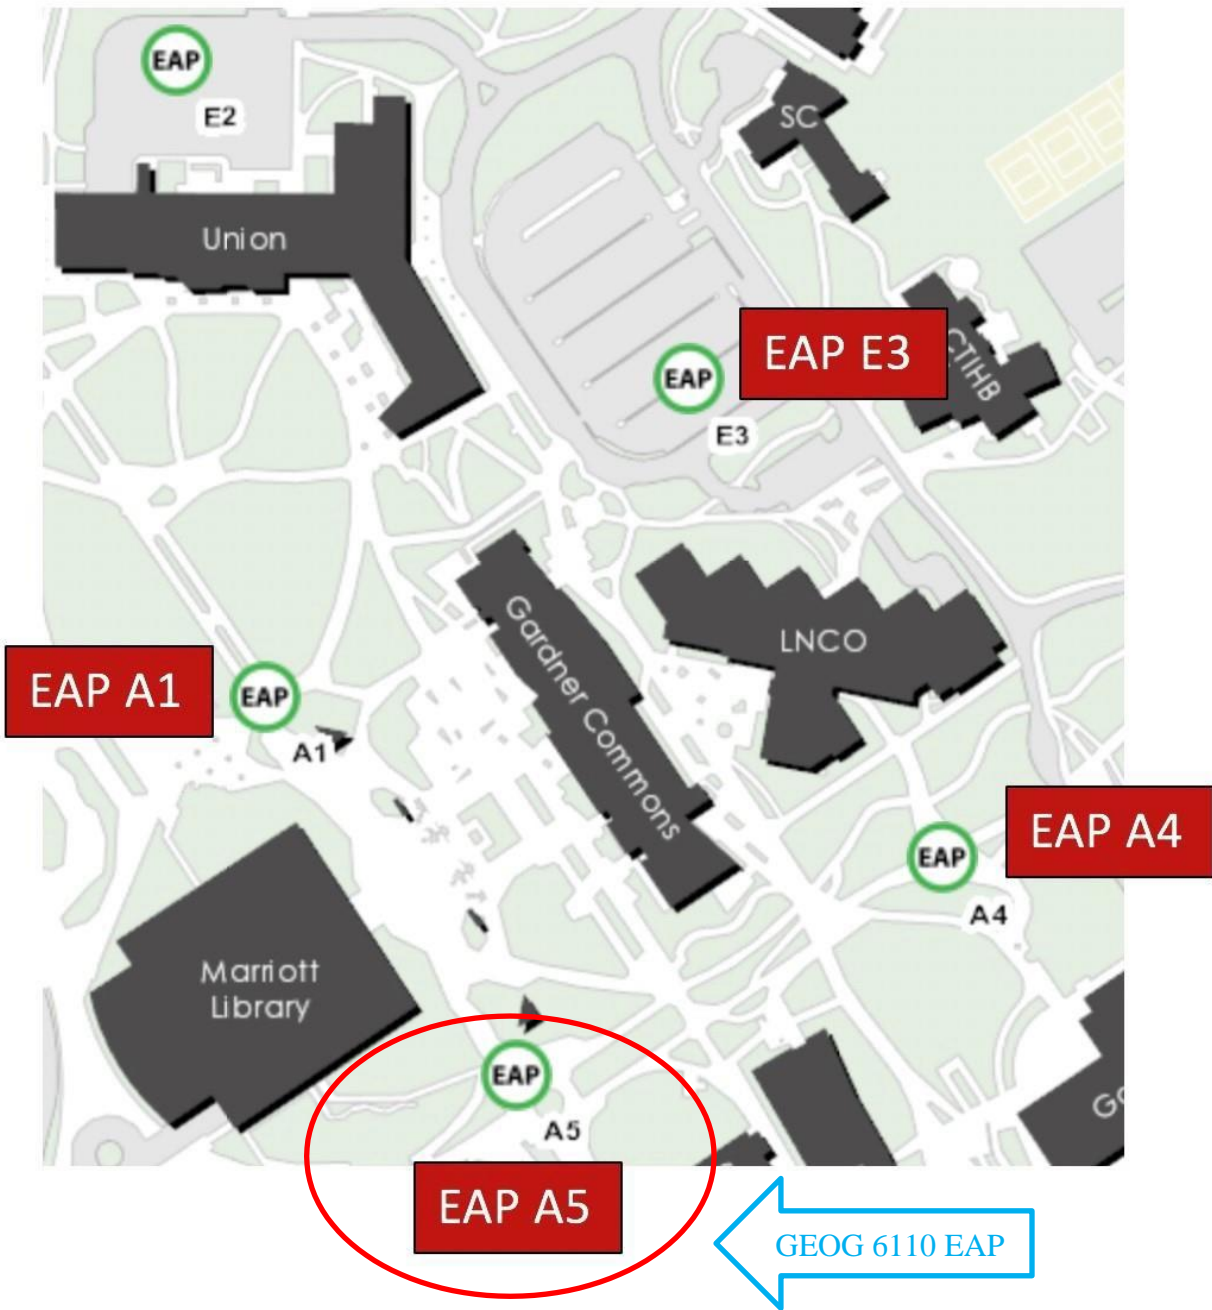 EAP
E2
SC
Union
EAP E3
CTIHB
EAP
E3
Gardner Commons
LNCO
EAP A1
EAP
A1
EAP A4
EAP
A4
Marriott
Library
EAP
A5
EAP A5
GEOG 6110 EAP